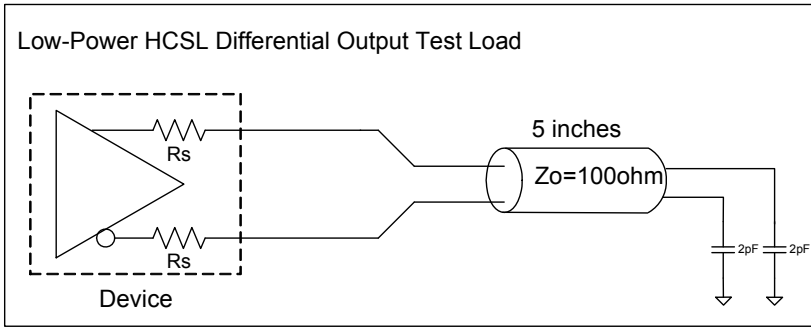 Low-Power HCSL Differential Output Test Load
Rs
5 inches
Zo=100ohm
Rs
2pF
2pF
Device